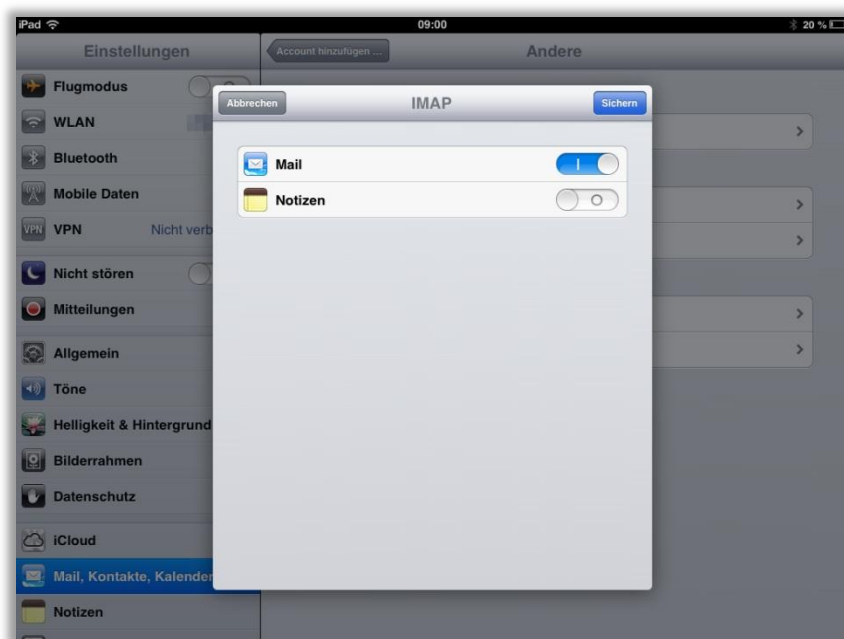 iPad 09:00 20 %
Einstellungen Account hinzufügen ... Andere
Flugmodus
Abbrechen IMAP Sichern
WLAN
Bluetooth
Mail
Mobile Daten
Notizen
VPN VPN Nicht verb
Nicht stören
Mitteilungen
Allgemein
Töne
Helligkeit & Hintergrund
Bilderrahmen
Datenschutz
iCloud
Mail, Kontakte, Kalender
Notizen